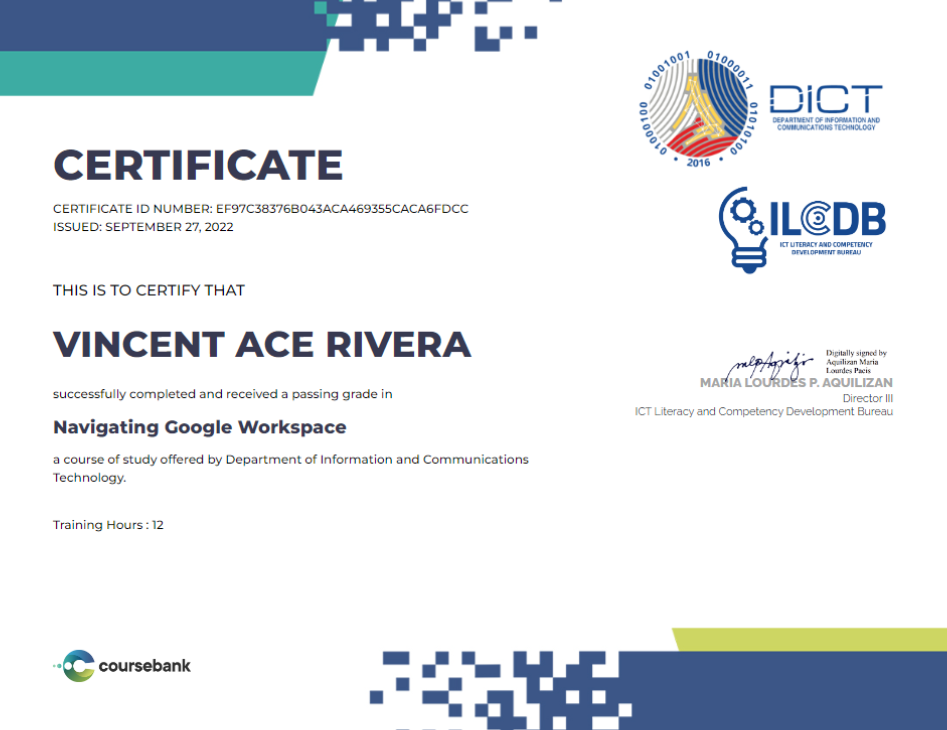 CERTIFICATE
CERTIFICATE ID NUMBER: EF97C38376B043ACA469355CACA6FDCC
ISSUED: SEPTEMBER 27, 2022
THIS IS TO CERTIFY THAT
VINCENT ACE RIVERA
successfully completed and received a passing grade in
Navigating Google Workspace
a course of study offered by Department of Information and Communications
Technology.
Training Hours : 12
coursebank
01001001 01000011 01010100 01000100 • 2016 •
DICT
DEPARTMENT OF INFORMATION AND
COMMUNICATIONS TECHNOLOGY
ILCDB
ICT LITERACY AND COMPETENCY
DEVELOPMENT BUREAU
Digitally signed by
Aquilizan Maria
Lourdes Pacis
MARIA LOURDES P. AQUILIZAN
Director III
ICT Literacy and Competency Development Bureau